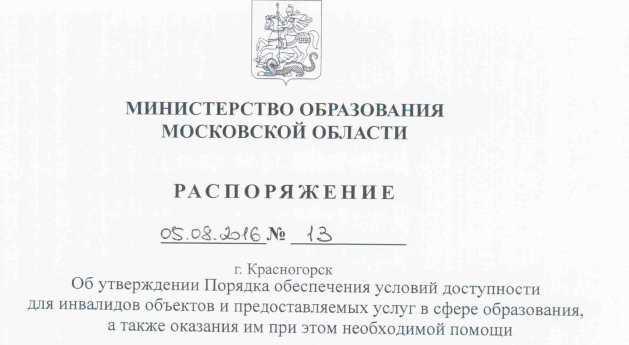 МИНИСТЕРСТВО ОБРАЗОВАНИЯ
МОСКОВСКОЙ ОБЛАСТИ
РАСПОРЯЖЕНИЕ
05.08.2016 № 13
г. Красногорск
Об утверждении Порядка обеспечения условий доступности
для инвалидов объектов и предоставляемых услуг в сфере образования,
а также оказания им при этом необходимой помощи